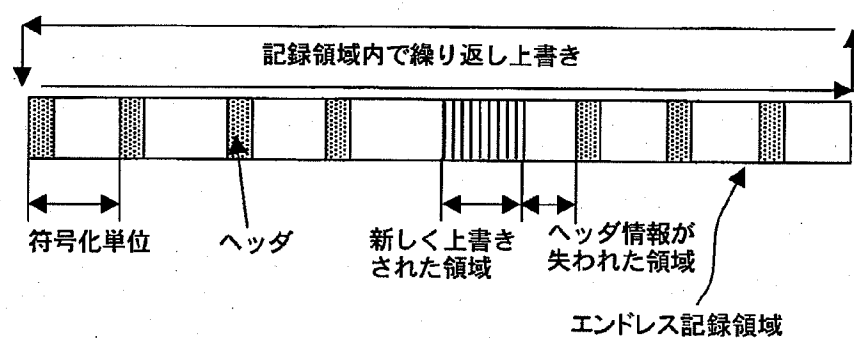 記録領域内で繰り返し上書き
符号化単位
ヘッダ
新しく上書き
された領域
ヘッダ情報が
失われた領域
エンドレス記録領域